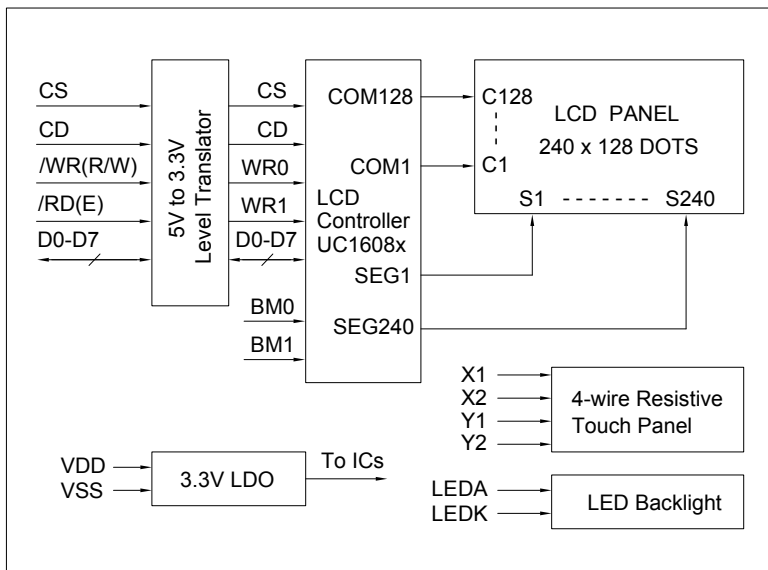 CS
CD
/WR(R/W)
/RD(E)
D0-D7
5V to 3.3V
Level Translator
CS
CD
WR0
WR1
D0-D7
BM0
BM1
COM128
COM1
LCD
Controller
UC1608x
SEG1
SEG240
C128
C1
LCD PANEL
240 x 128 DOTS
S1
S240
X1
X2
Y1
Y2
4-wire Resistive
Touch Panel
VDD
VSS
3.3V LDO
To ICs
LEDA
LEDK
LED Backlight